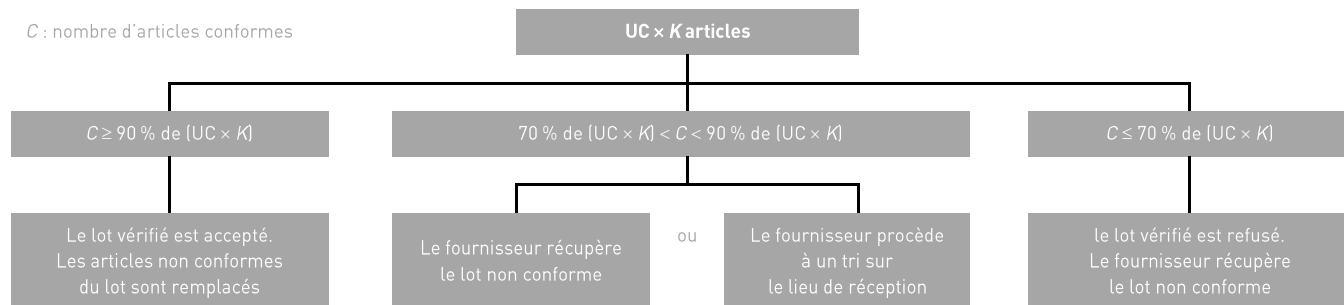 C : nombre d'articles conformes
UC × K articles
C ≥ 90 % de (UC × K)
70 % de (UC × K) < C < 90 % de (UC × K)
C ≤ 70 % de (UC × K)
Le lot vérifié est accepté.
Les articles non conformes
du lot sont remplacés
Le fournisseur récupère
le lot non conforme
ou
Le fournisseur procède
à un tri sur
le lieu de réception
le lot vérifié est refusé.
Le fournisseur récupère
le lot non conforme